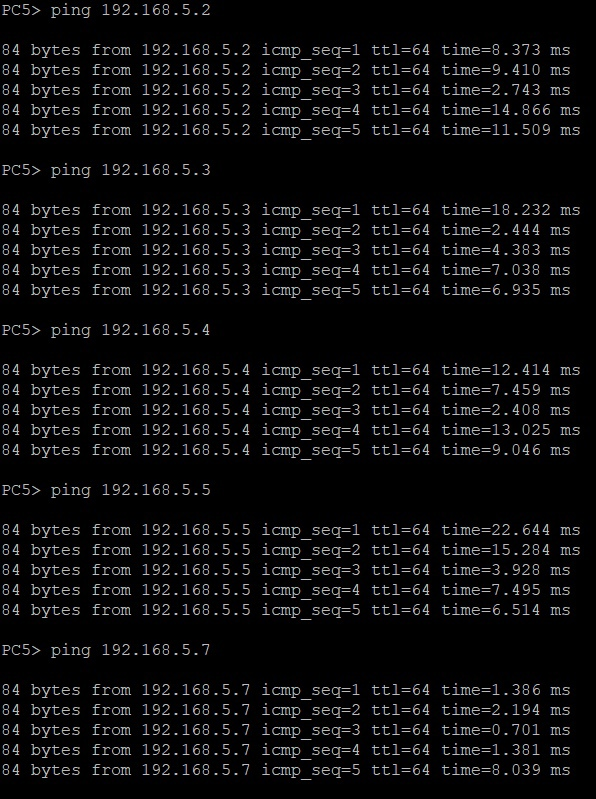 PC5> ping 192.168.5.2
84 bytes from 192.168.5.2 icmp_seq=1 ttl=64 time=8.373 ms
84 bytes from 192.168.5.2 icmp_seq=2 ttl=64 time=9.410 ms
84 bytes from 192.168.5.2 icmp_seq=3 ttl=64 time=2.743 ms
84 bytes from 192.168.5.2 icmp_seq=4 ttl=64 time=14.866 ms
84 bytes from 192.168.5.2 icmp_seq=5 ttl=64 time=11.509 ms
PC5> ping 192.168.5.3
84 bytes from 192.168.5.3 icmp_seq=1 ttl=64 time=18.232 ms
84 bytes from 192.168.5.3 icmp_seq=2 ttl=64 time=2.444 ms
84 bytes from 192.168.5.3 icmp_seq=3 ttl=64 time=4.383 ms
84 bytes from 192.168.5.3 icmp_seq=4 ttl=64 time=7.038 ms
84 bytes from 192.168.5.3 icmp_seq=5 ttl=64 time=6.935 ms
PC5> ping 192.168.5.4
84 bytes from 192.168.5.4 icmp_seq=1 ttl=64 time=12.414 ms
84 bytes from 192.168.5.4 icmp_seq=2 ttl=64 time=7.459 ms
84 bytes from 192.168.5.4 icmp_seq=3 ttl=64 time=2.408 ms
84 bytes from 192.168.5.4 icmp_seq=4 ttl=64 time=13.025 ms
84 bytes from 192.168.5.4 icmp_seq=5 ttl=64 time=9.046 ms
PC5> ping 192.168.5.5
84 bytes from 192.168.5.5 icmp_seq=1 ttl=64 time=22.644 ms
84 bytes from 192.168.5.5 icmp_seq=2 ttl=64 time=15.284 ms
84 bytes from 192.168.5.5 icmp_seq=3 ttl=64 time=3.928 ms
84 bytes from 192.168.5.5 icmp_seq=4 ttl=64 time=7.495 ms
84 bytes from 192.168.5.5 icmp_seq=5 ttl=64 time=6.514 ms
PC5> ping 192.168.5.7
84 bytes from 192.168.5.7 icmp_seq=1 ttl=64 time=1.386 ms
84 bytes from 192.168.5.7 icmp_seq=2 ttl=64 time=2.194 ms
84 bytes from 192.168.5.7 icmp_seq=3 ttl=64 time=0.701 ms
84 bytes from 192.168.5.7 icmp_seq=4 ttl=64 time=1.381 ms
84 bytes from 192.168.5.7 icmp_seq=5 ttl=64 time=8.039 ms